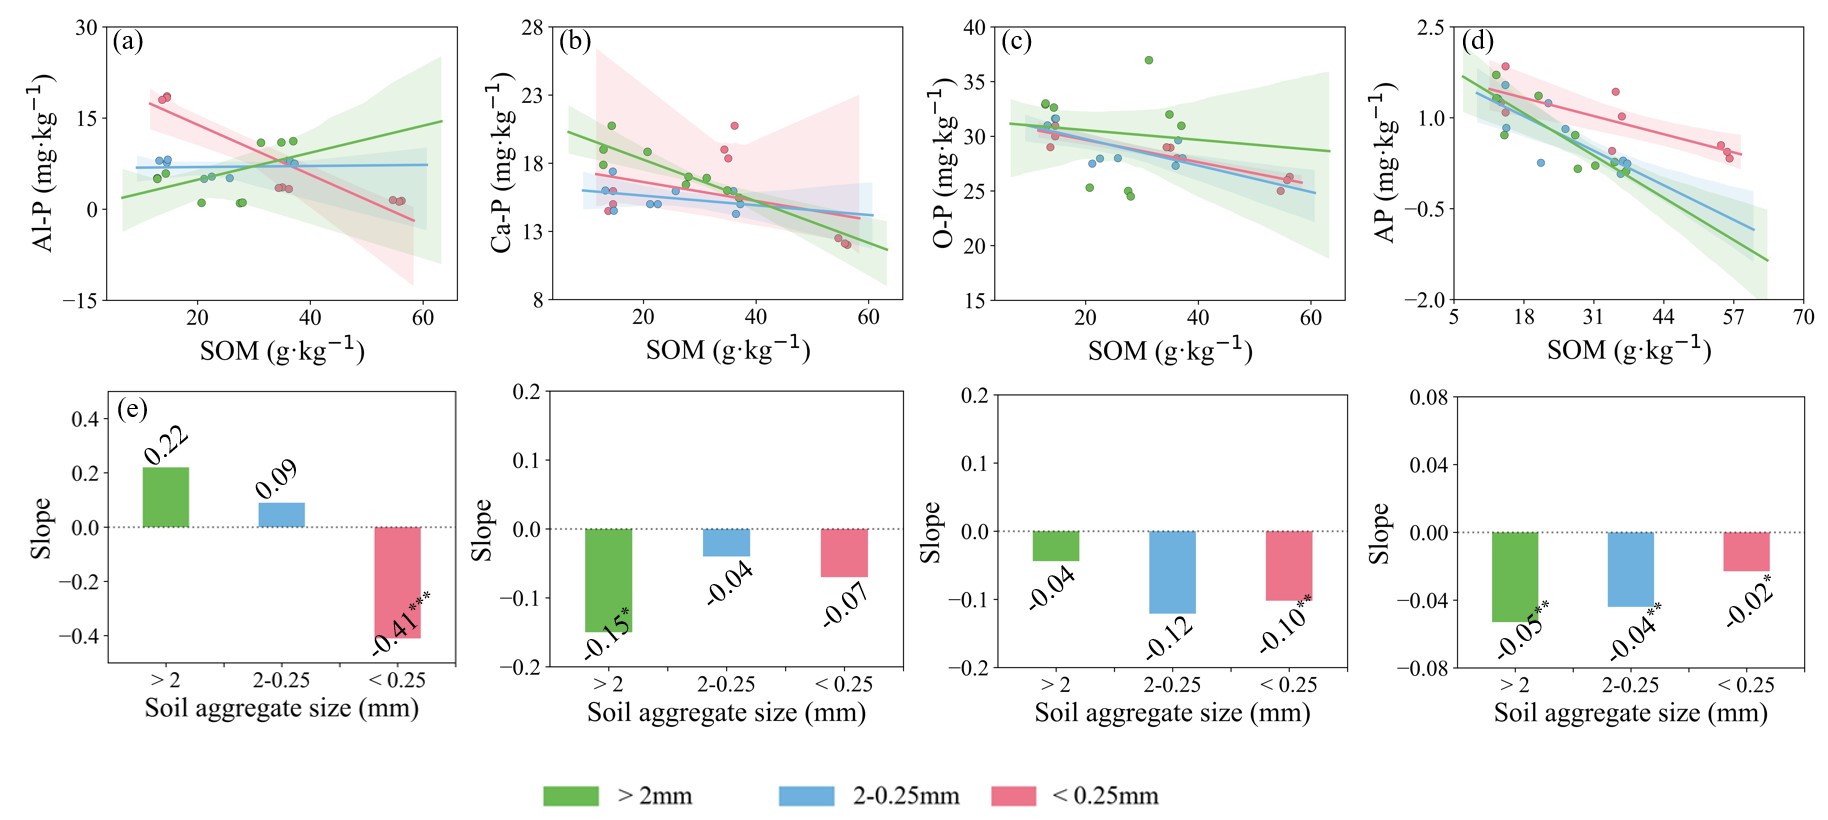 (a)
Al-P (mg·kg⁻¹)
30
15
0
−15
20 40 60
SOM (g·kg⁻¹)
(b)
Ca-P (mg·kg⁻¹)
28
23
18
13
8
20 40 60
SOM (g·kg⁻¹)
(c)
O-P (mg·kg⁻¹)
40
35
30
25
20
15
20 40 60
SOM (g·kg⁻¹)
(d)
AP (mg·kg⁻¹)
2.5
1.0
−0.5
−2.0
5 18 31 44 57 70
SOM (g·kg⁻¹)
(e)
Slope
0.4
0.2
0.0
−0.2
−0.4
0.22
0.09
-0.41***
> 2 2-0.25 < 0.25
Soil aggregate size (mm)
Slope
0.2
0.1
0.0
−0.1
−0.2
-0.15*
-0.04
-0.07
> 2 2-0.25 < 0.25
Soil aggregate size (mm)
Slope
0.2
0.1
0.0
−0.1
−0.2
-0.04
-0.12
-0.10**
> 2 2-0.25 < 0.25
Soil aggregate size (mm)
Slope
0.08
0.04
0.00
−0.04
−0.08
-0.05**
-0.04**
-0.02*
> 2 2-0.25 < 0.25
Soil aggregate size (mm)
> 2mm 2-0.25mm < 0.25mm